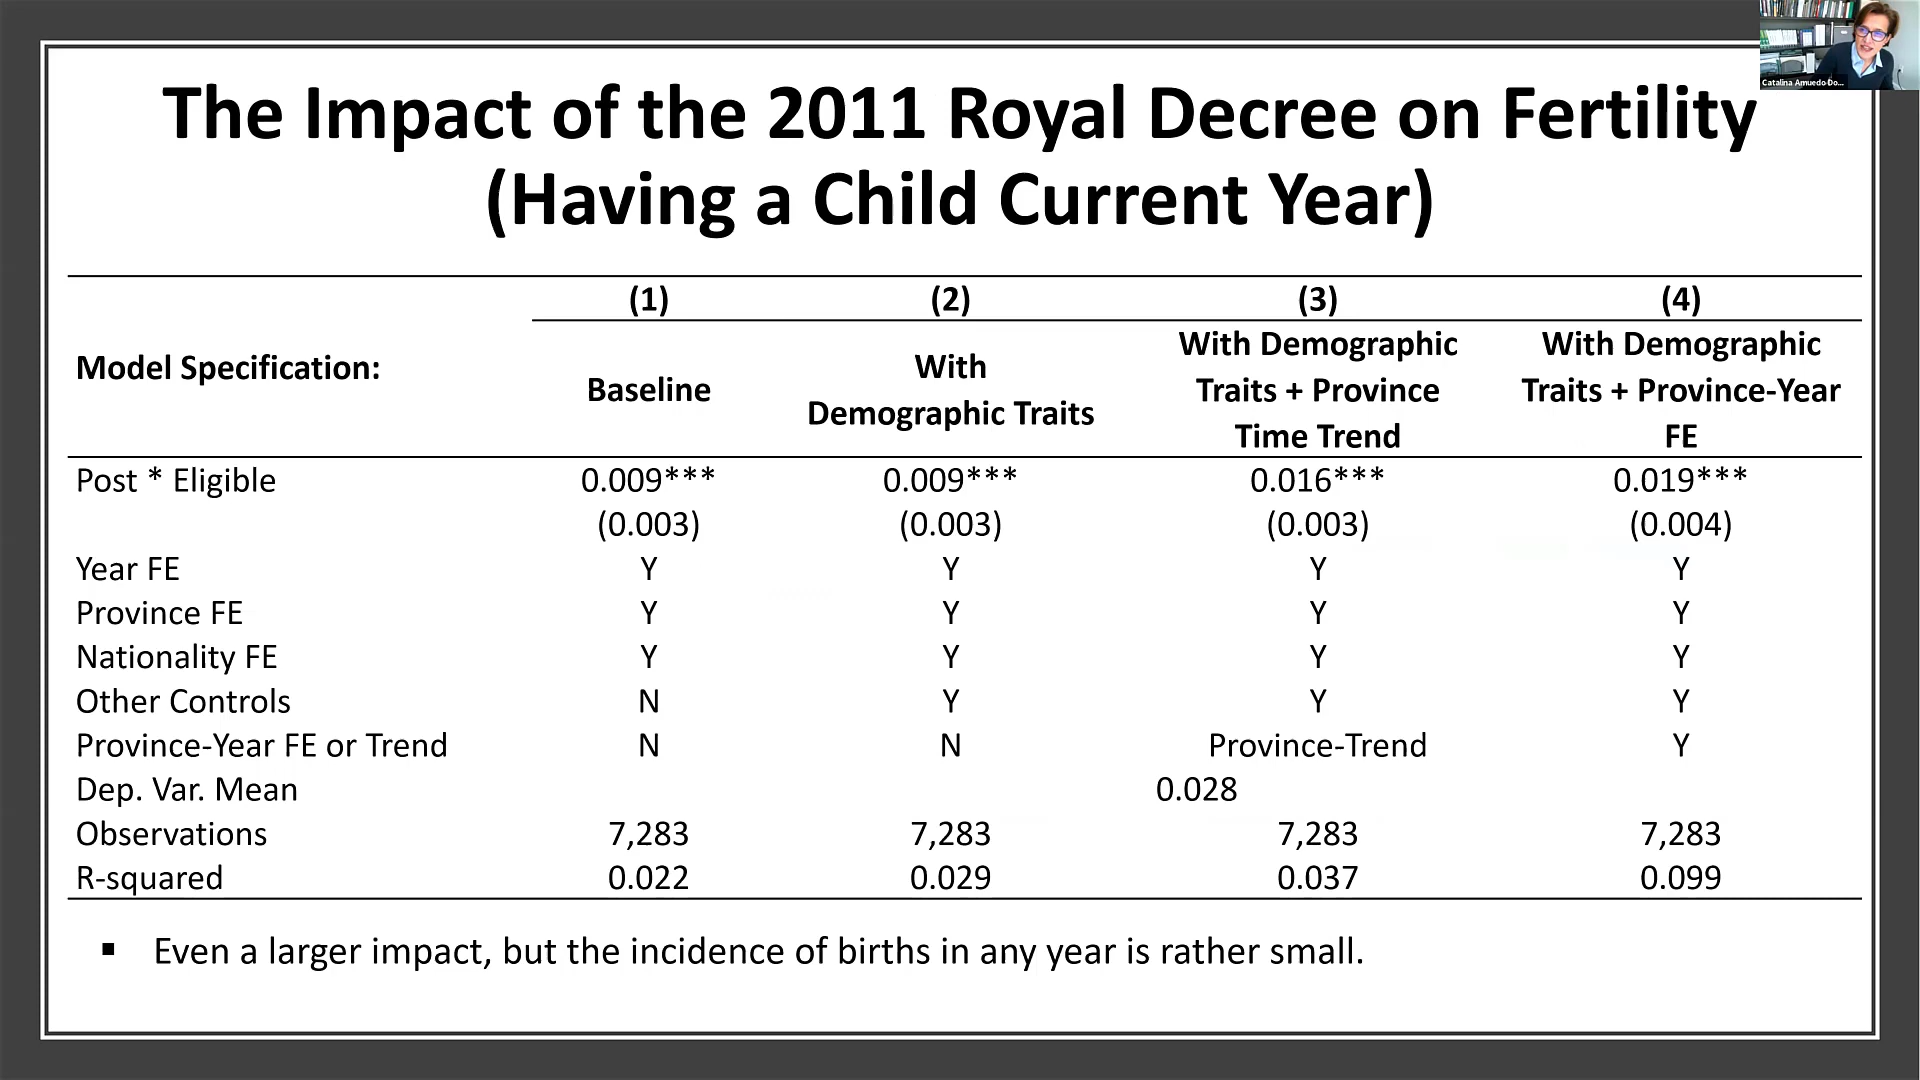 Catalina Amuedo Do...
The Impact of the 2011 Royal Decree on Fertility
(Having a Child Current Year)
(1) (2) (3) (4)
Model Specification: Baseline With Demographic Traits With Demographic Traits + Province Time Trend With Demographic Traits + Province-Year FE
Post * Eligible 0.009*** 0.009*** 0.016*** 0.019***
(0.003) (0.003) (0.003) (0.004)
Year FE Y Y Y Y
Province FE Y Y Y Y
Nationality FE Y Y Y Y
Other Controls N Y Y Y
Province-Year FE or Trend N N Province-Trend Y
Dep. Var. Mean 0.028
Observations 7,283 7,283 7,283 7,283
R-squared 0.022 0.029 0.037 0.099
▪ Even a larger impact, but the incidence of births in any year is rather small.